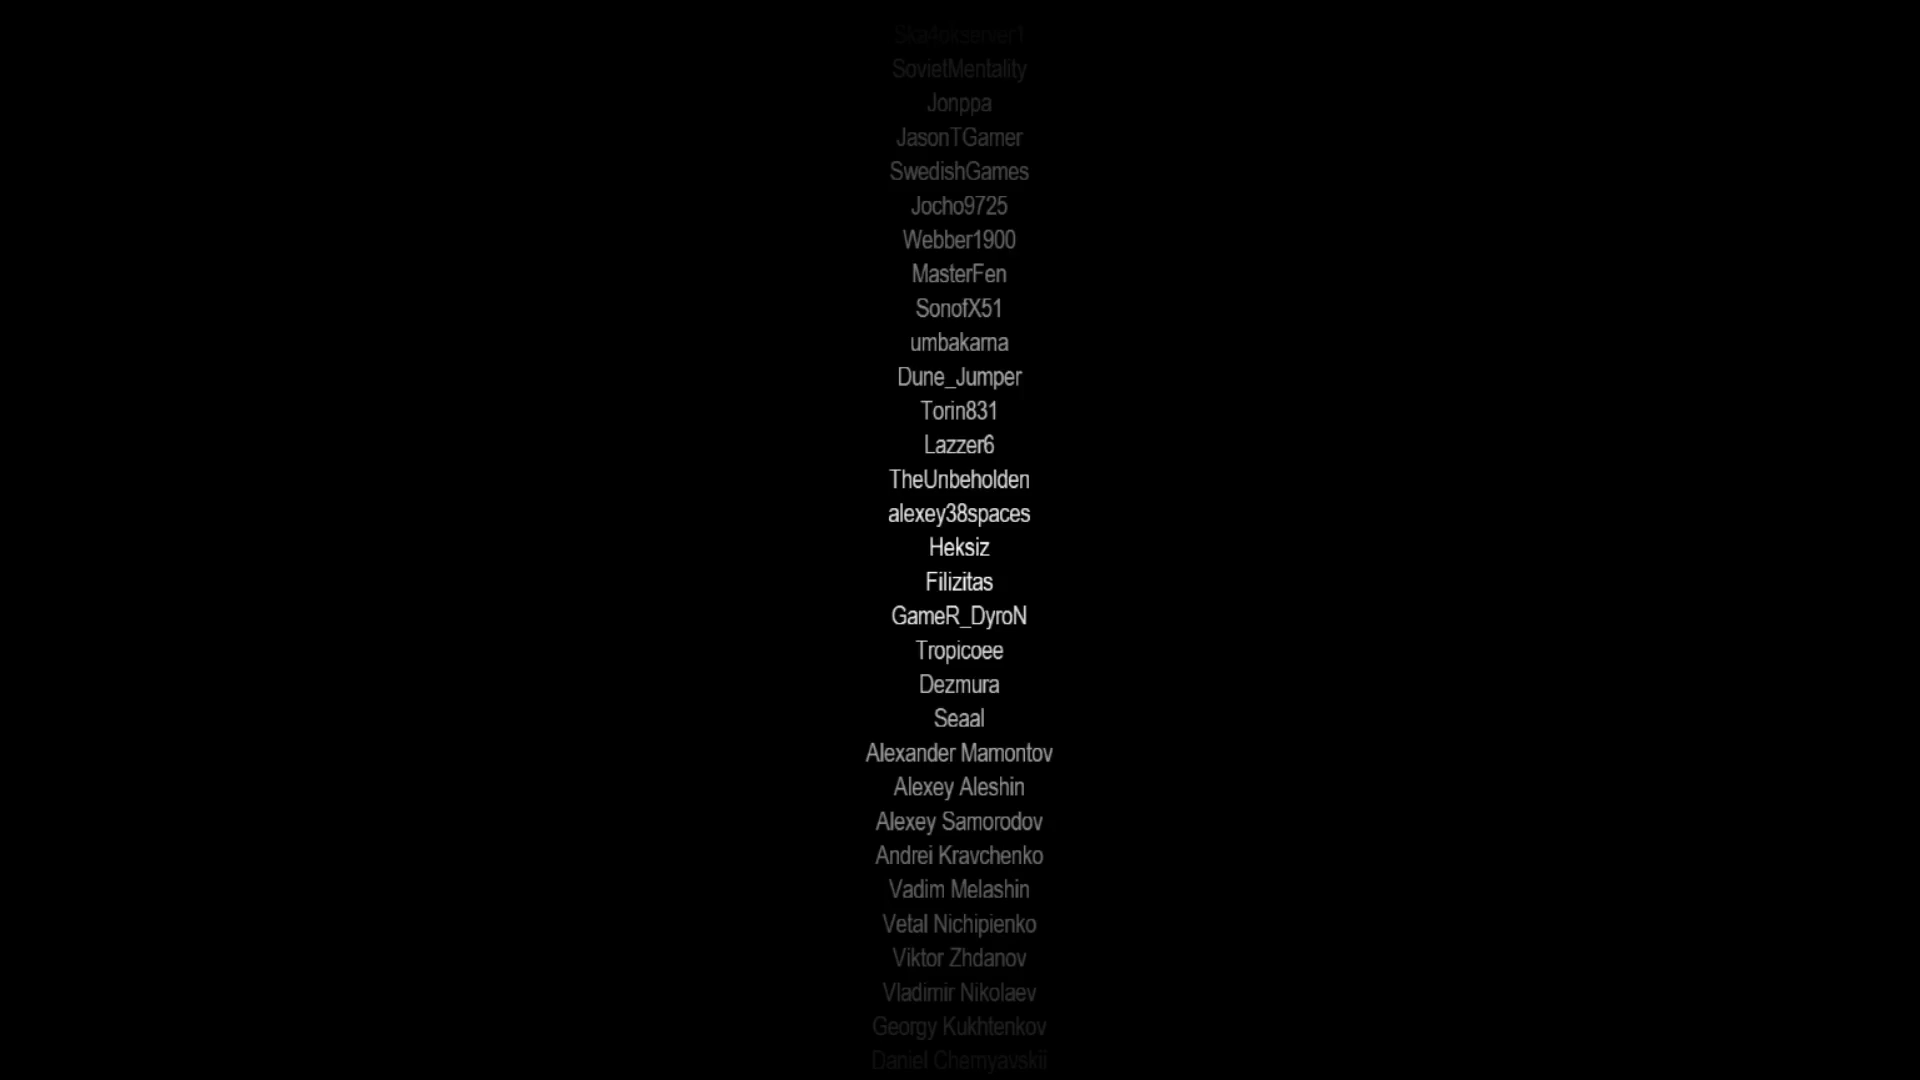 Ska4okserver1
SovietMentality
Jonppa
JasonTGamer
SwedishGames
Jocho9725
Webber1900
MasterFen
SonofX51
umbakarna
Dune_Jumper
Torin831
Lazzer6
TheUnbeholden
alexey38spaces
Heksiz
Filizitas
GameR_DyroN
Tropicoee
Dezmura
Seaal
Alexander Mamontov
Alexey Aleshin
Alexey Samorodov
Andrei Kravchenko
Vadim Melashin
Vetal Nichipienko
Viktor Zhdanov
Vladimir Nikolaev
Georgy Kukhtenkov
Daniel Chernyavskii